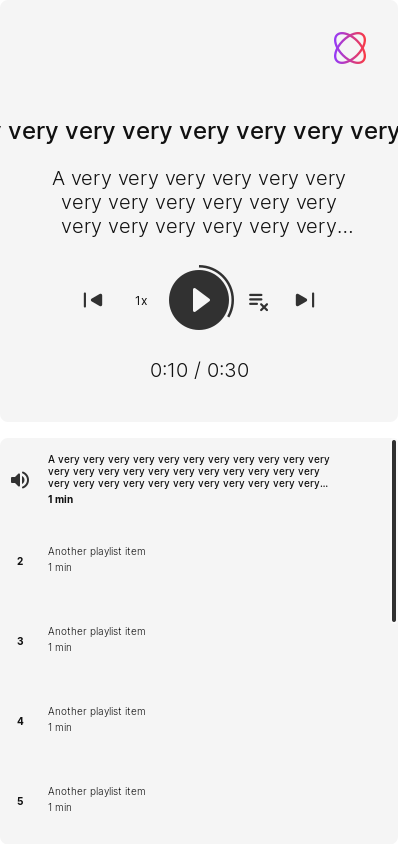 very very very very very very very
A very very very very very very
very very very very very very
very very very very very very...
1x
0:10 / 0:30
A very very very very very very very very very very very
very very very very very very very very very very very
very very very very very very very very very very very...
1 min
2
Another playlist item
1 min
3
Another playlist item
1 min
4
Another playlist item
1 min
5
Another playlist item
1 min